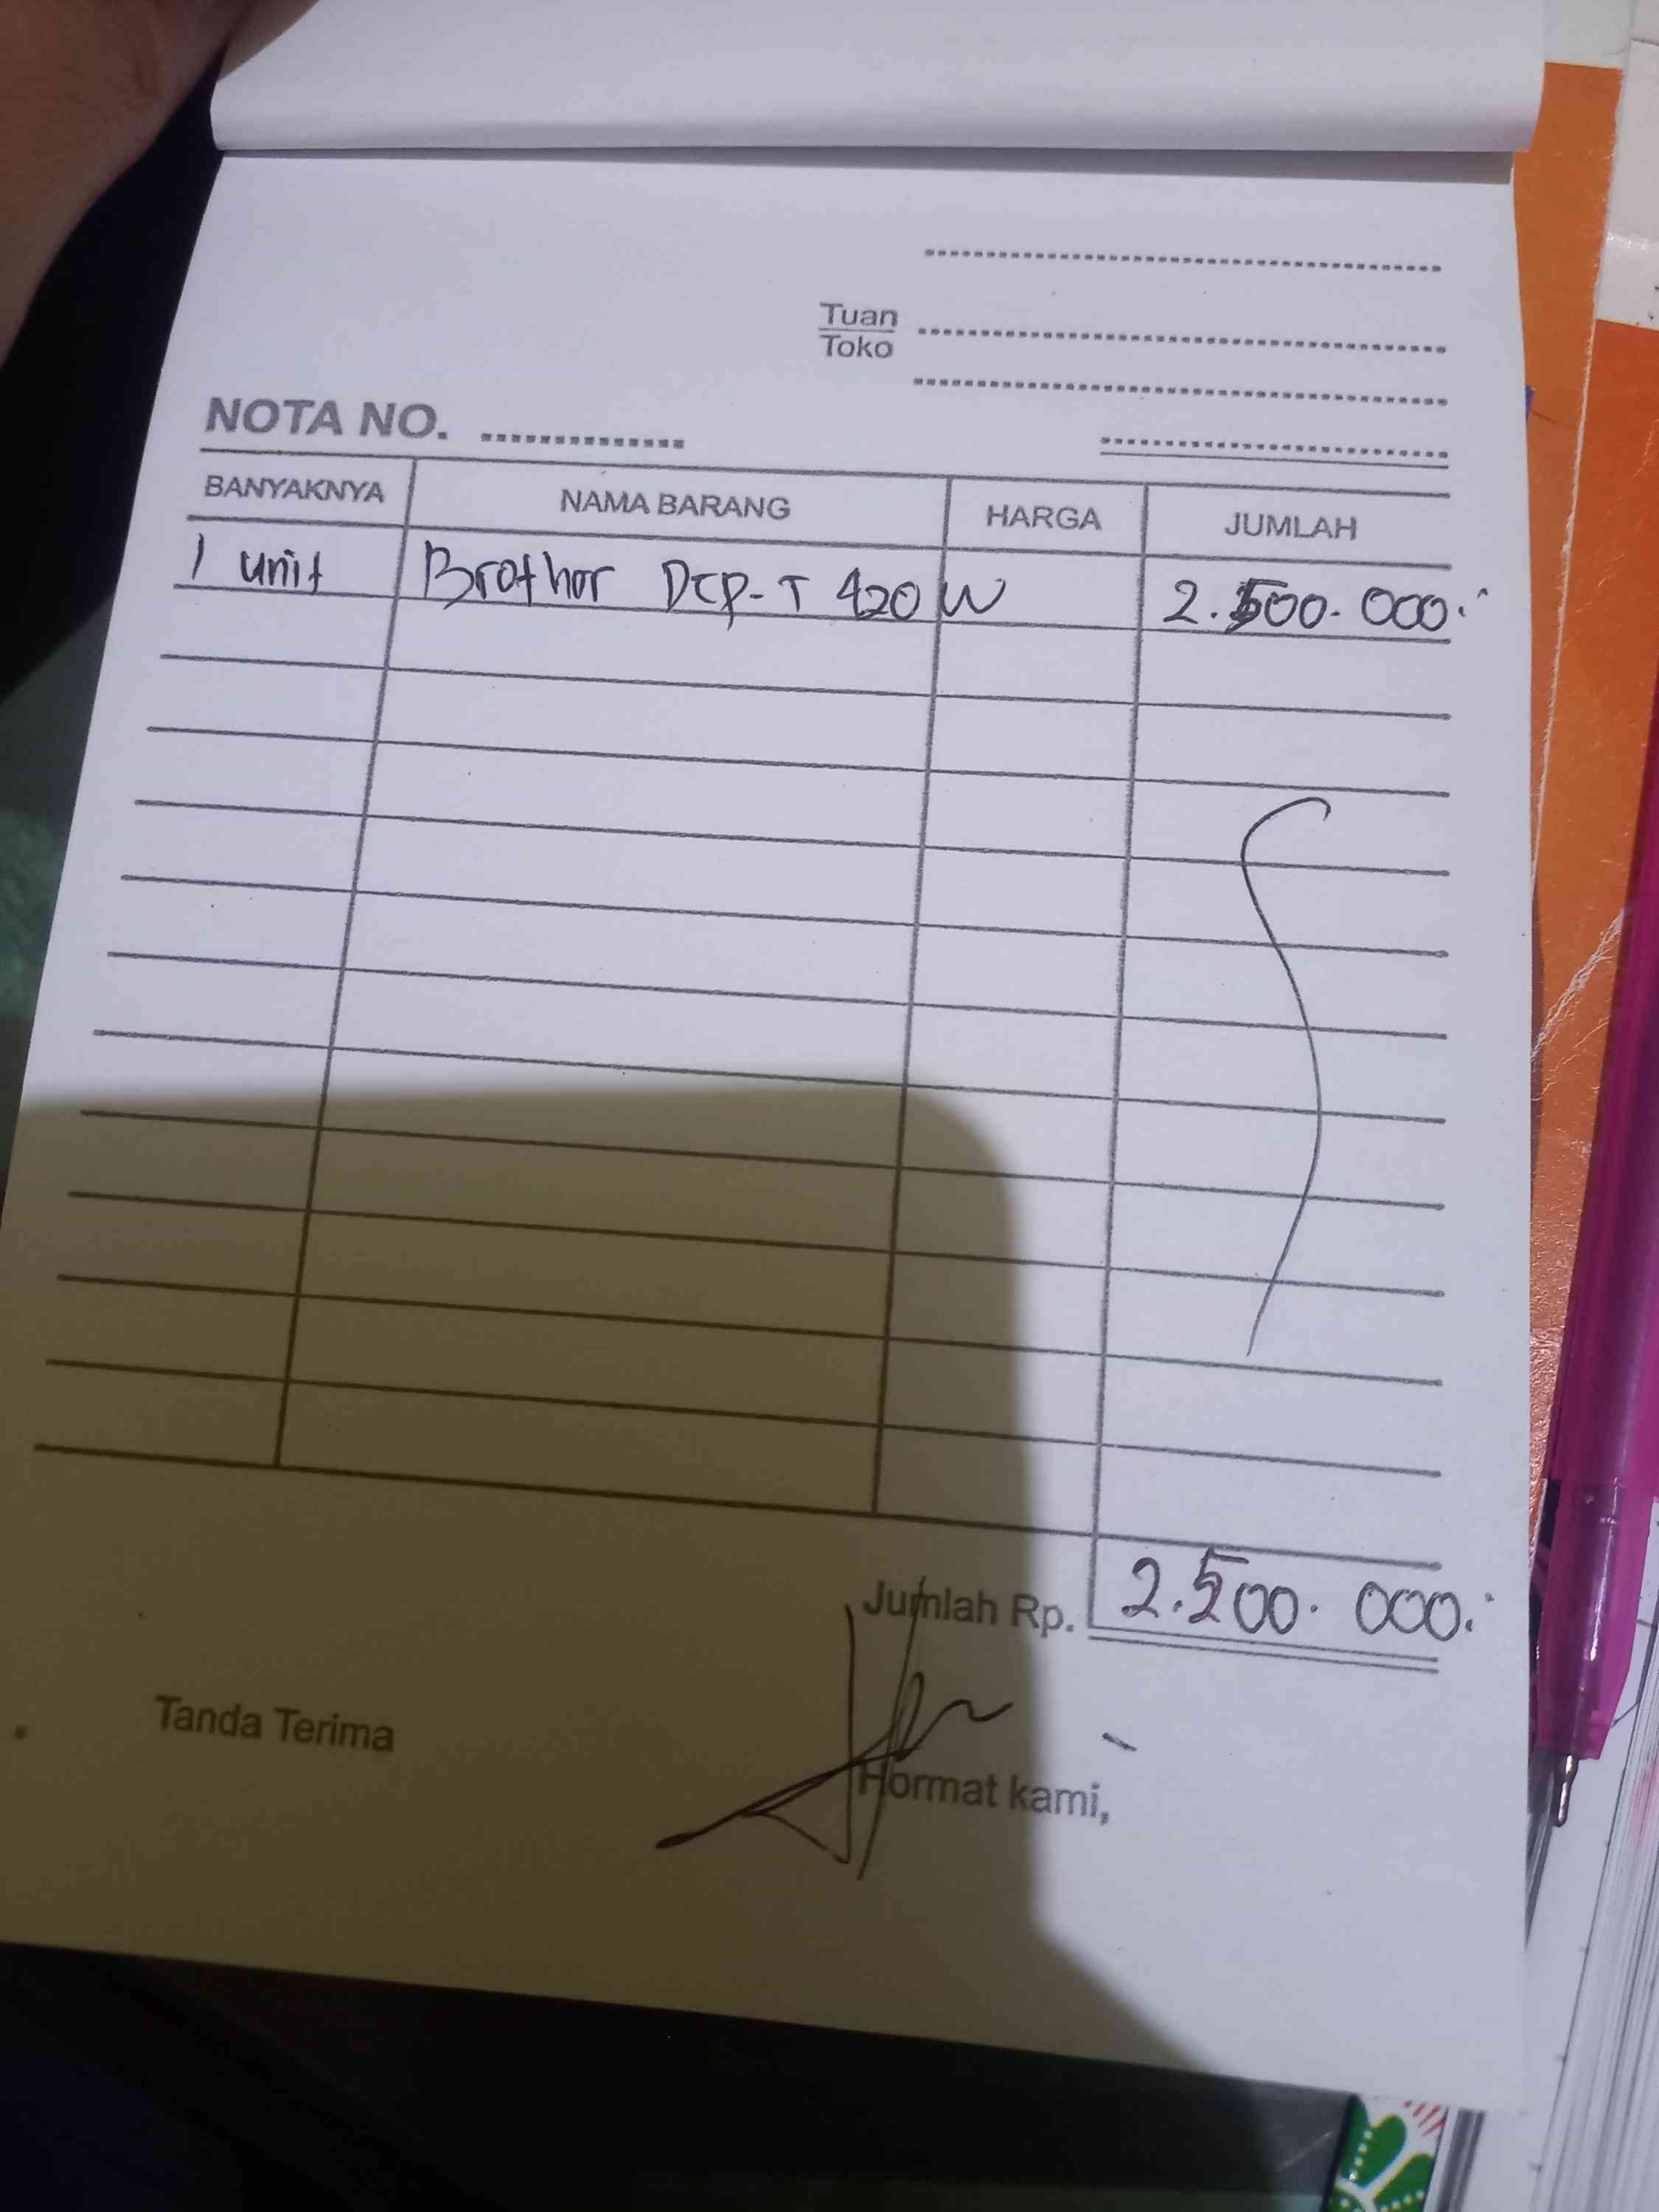 Tuan
Toko
NOTA NO.
BANYAKNYA NAMA BARANG HARGA JUMLAH
1 unit Brothor DCP-T 420 W 2.500.000.-
Jumlah Rp. 2.500.000.-
Tanda Terima
Hormat kami,